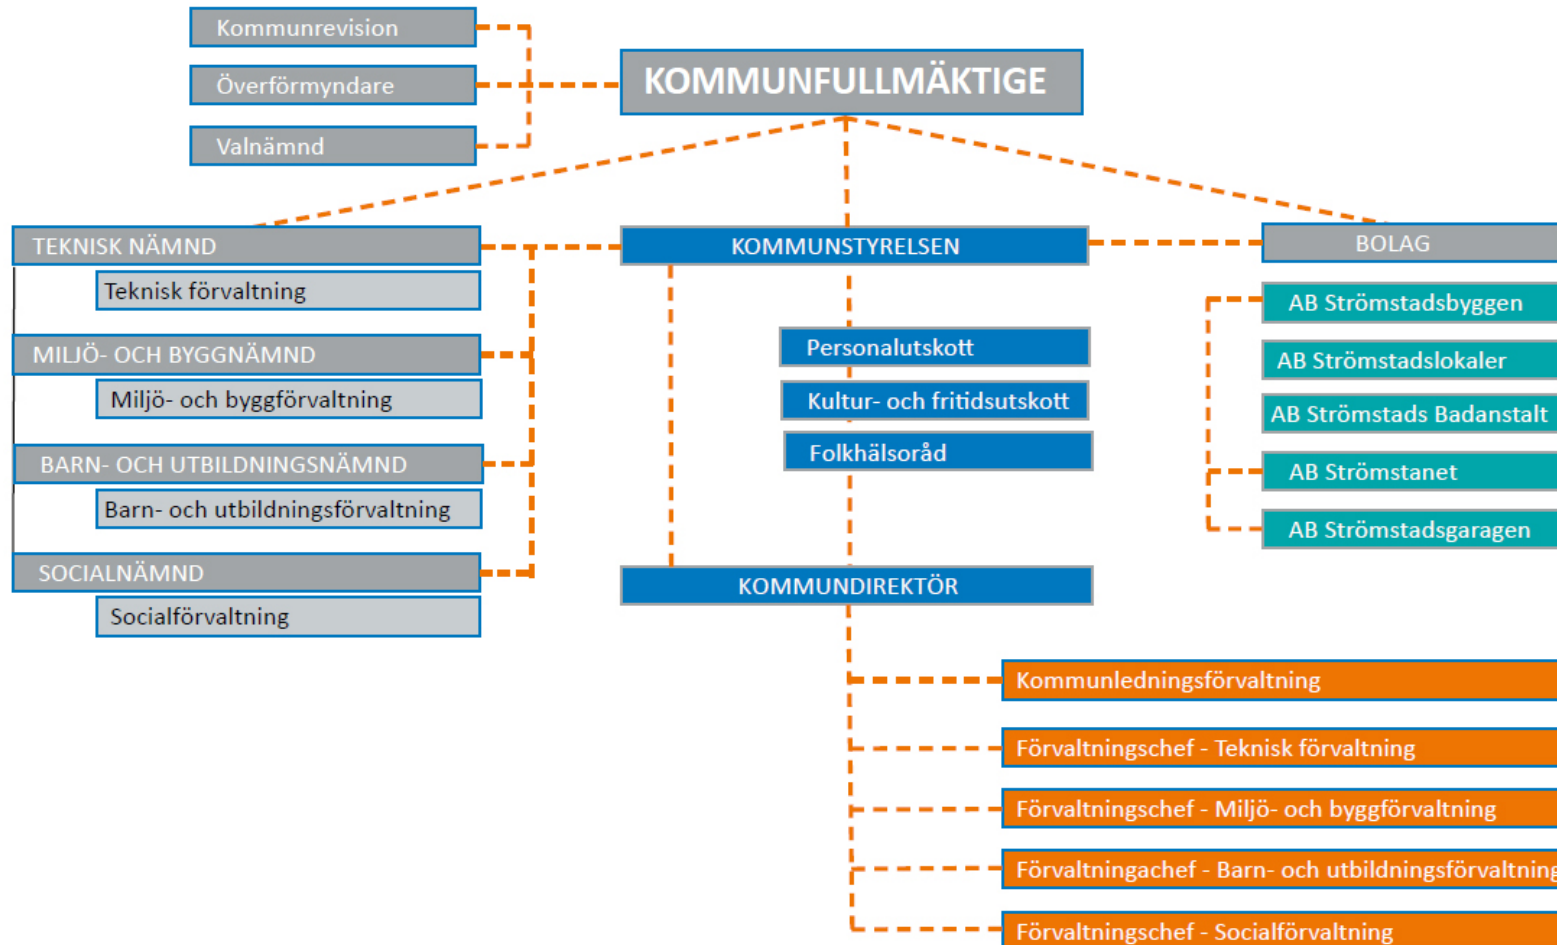 Kommunrevision
Överförmyndare
Valnämnd
KOMMUNFULLMÄKTIGE
TEKNISK NÄMND
Teknisk förvaltning
MILJÖ- OCH BYGGNÄMND
Miljö- och byggförvaltning
BARN- OCH UTBILDNINGSNÄMND
Barn- och utbildningsförvaltning
SOCIALNÄMND
Socialförvaltning
KOMMUNSTYRELSEN
Personalutskott
Kultur- och fritidsutskott
Folkhälsoråd
KOMMUNDIREKTÖR
BOLAG
AB Strömstadsbyggen
AB Strömstadslokaler
AB Strömstads Badanstalt
AB Strömstanet
AB Strömstadsgaragen
Kommunledningsförvaltning
Förvaltningschef - Teknisk förvaltning
Förvaltningschef - Miljö- och byggförvaltning
Förvaltningachef - Barn- och utbildningsförvaltning
Förvaltningschef - Socialförvaltning